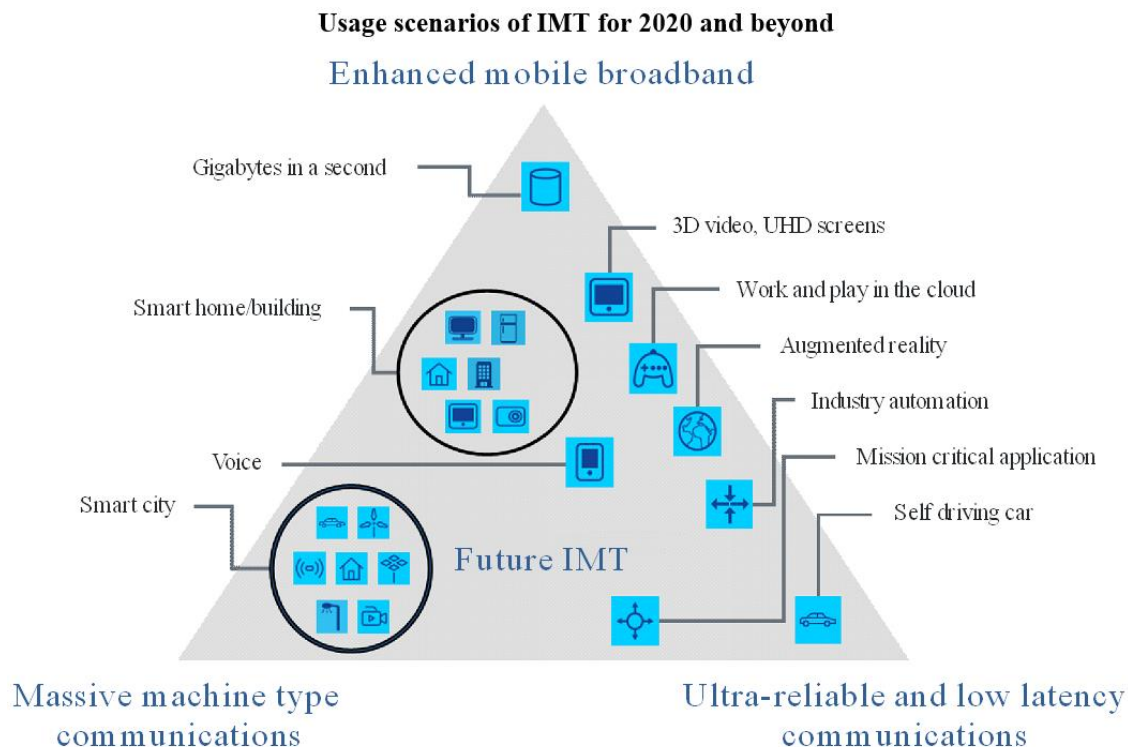 Usage scenarios of IMT for 2020 and beyond
Enhanced mobile broadband
Gigabytes in a second
3D video, UHD screens
Smart home/building
Work and play in the cloud
Augmented reality
Industry automation
Voice
Mission critical application
Smart city
Self driving car
Future IMT
Massive machine type
communications
Ultra-reliable and low latency
communications